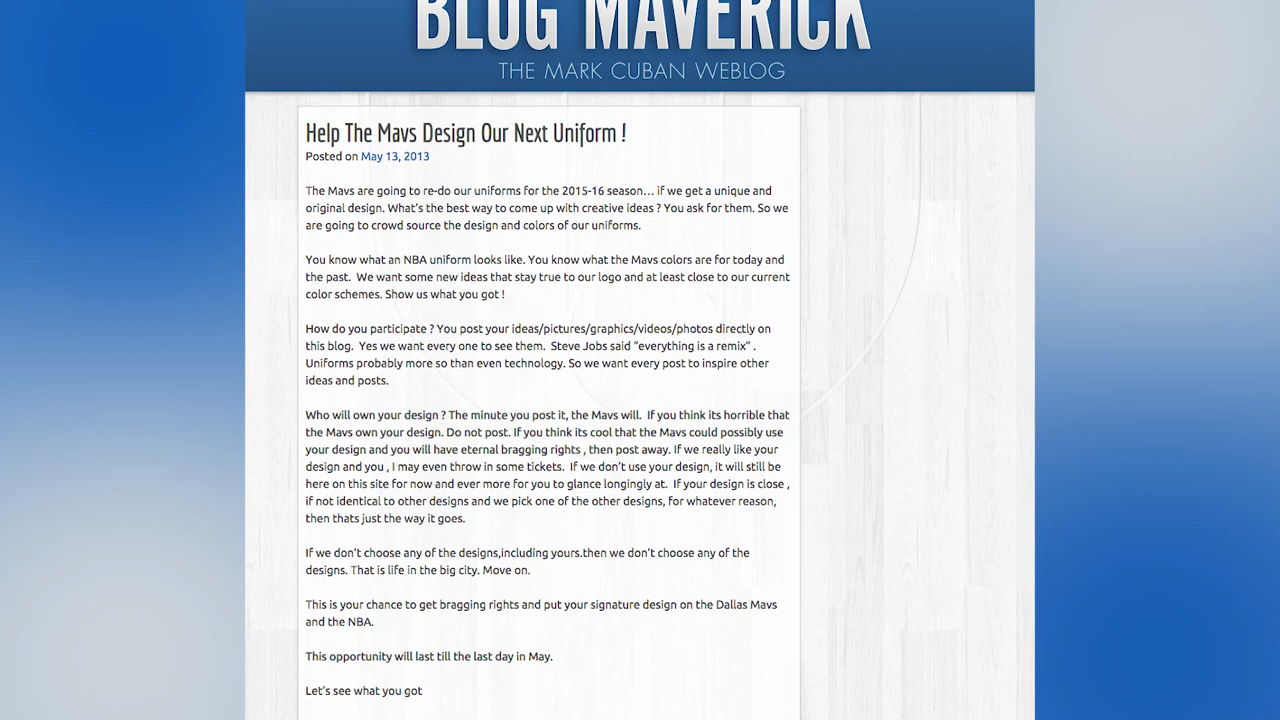 BLOG MAVERICK
THE MARK CUBAN WEBLOG
Help The Mavs Design Our Next Uniform !
Posted on May 13, 2013
The Mavs are going to re-do our uniforms for the 2015-16 season… if we get a unique and
original design. What’s the best way to come up with creative ideas ? You ask for them. So we
are going to crowd source the design and colors of our uniforms.
You know what an NBA uniform looks like. You know what the Mavs colors are for today and
the past.  We want some new ideas that stay true to our logo and at least close to our current
color schemes. Show us what you got !
How do you participate ? You post your ideas/pictures/graphics/videos/photos directly on
this blog.  Yes we want every one to see them.  Steve Jobs said “everything is a remix” .
Uniforms probably more so than even technology. So we want every post to inspire other
ideas and posts.
Who will own your design ? The minute you post it, the Mavs will.  If you think its horrible that
the Mavs own your design. Do not post. If you think its cool that the Mavs could possibly use
your design and you will have eternal bragging rights , then post away. If we really like your
design and you , I may even throw in some tickets.  If we don’t use your design, it will still be
here on this site for now and ever more for you to glance longingly at.  If your design is close ,
if not identical to other designs and we pick one of the other designs, for whatever reason,
then thats just the way it goes.
If we don’t choose any of the designs,including yours.then we don’t choose any of the
designs. That is life in the big city. Move on.
This is your chance to get bragging rights and put your signature design on the Dallas Mavs
and the NBA.
This opportunity will last till the last day in May.
Let’s see what you got